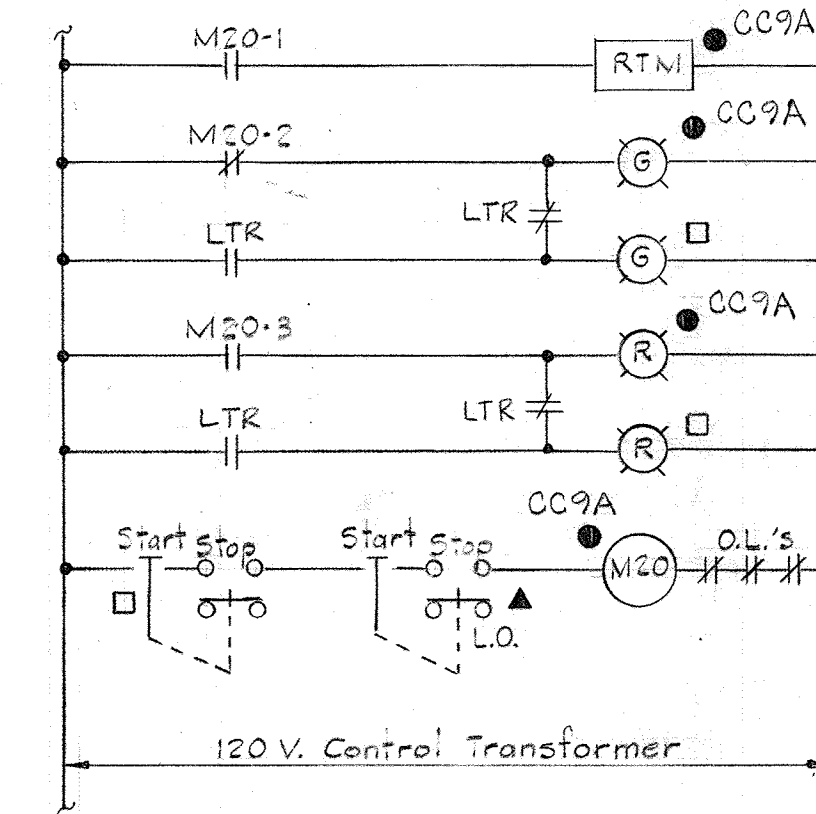 M20-1
RTM
CC9A
M20-2
G
CC9A
LTR
LTR
G
M20-3
R
CC9A
LTR
LTR
R
CC9A
Start Stop
Start Stop
M20
O.L.'s
L.O.
120 V. Control Transformer